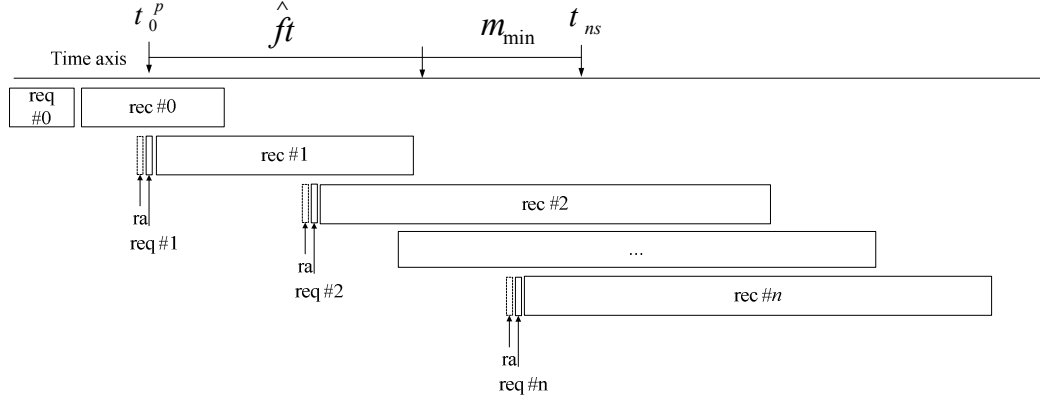 t₀ᵖ f̂t m_min t_ns
Time axis
req #0 rec #0
rec #1
ra
req #1
rec #2
ra
req #2
...
rec #n
ra
req #n